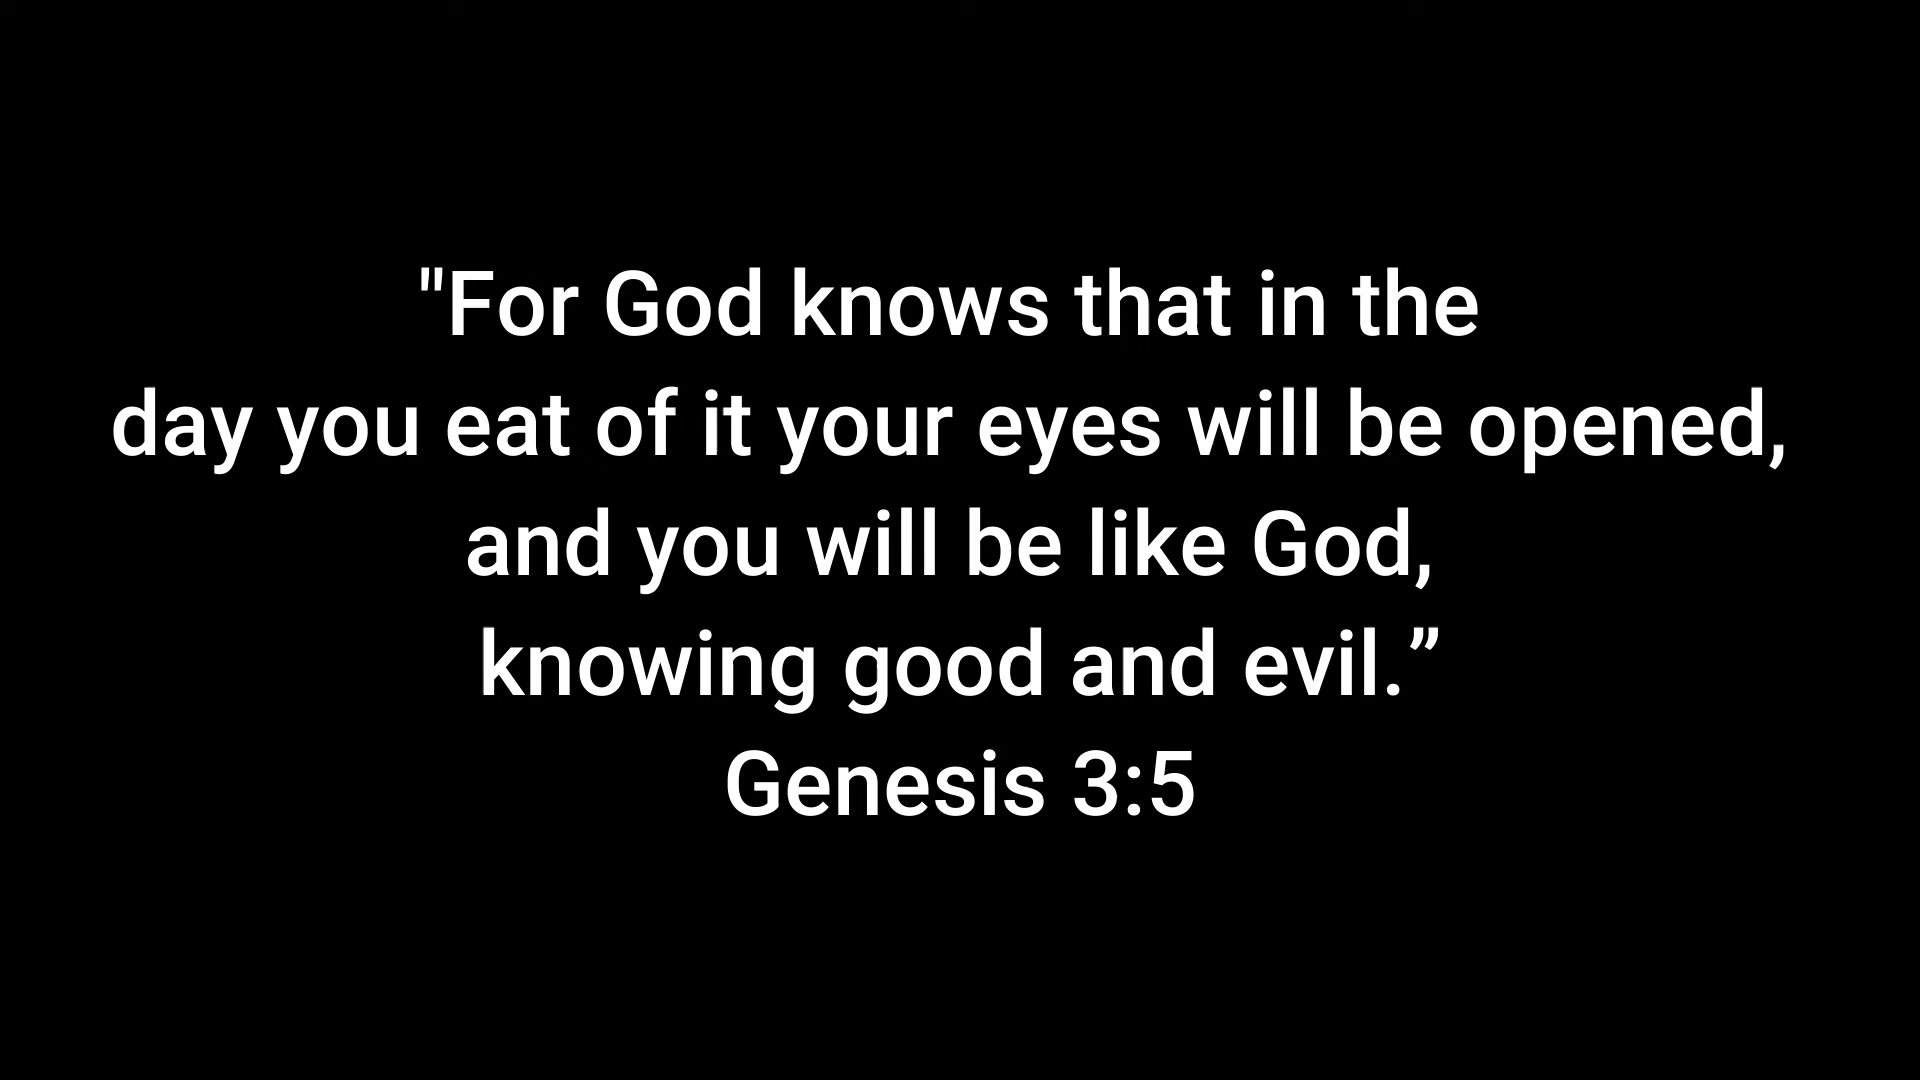 "For God knows that in the
day you eat of it your eyes will be opened,
and you will be like God,
knowing good and evil.”
Genesis 3:5